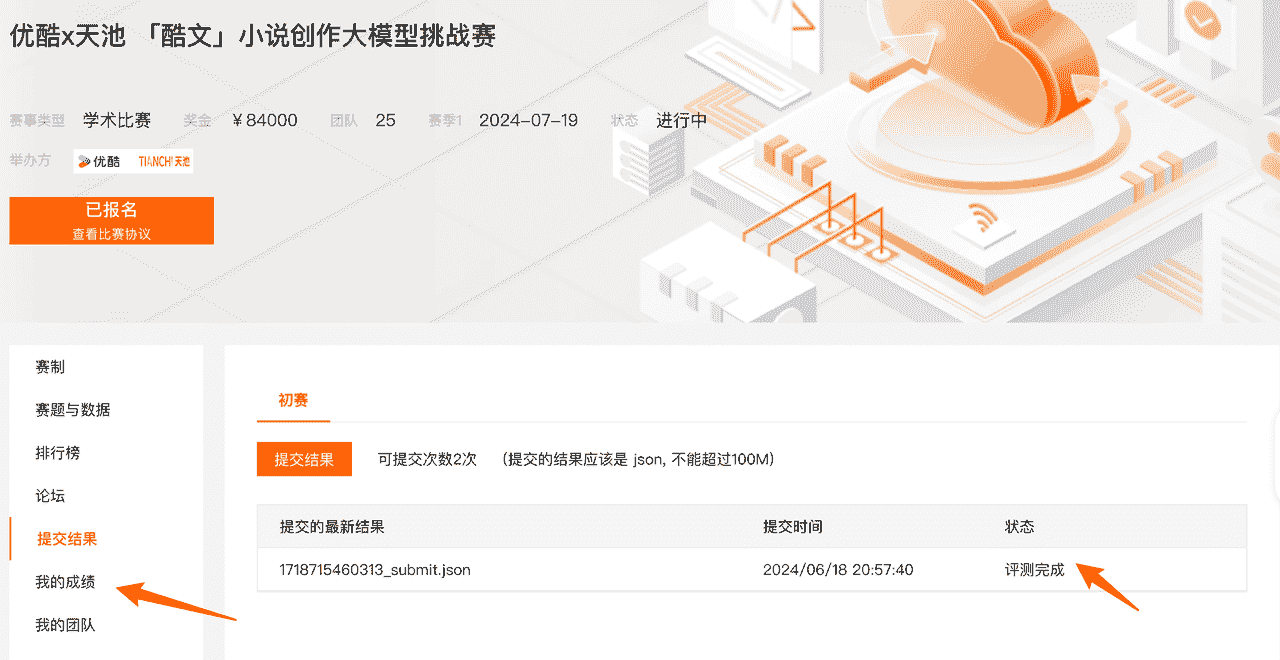 优酷x天池 「酷文」小说创作大模型挑战赛
赛事类型 学术比赛 奖金 ￥84000 团队 25 赛季1 2024-07-19 状态 进行中
举办方 优酷 TIANCHI天池
已报名
查看比赛协议
赛制
赛题与数据
排行榜
论坛
提交结果
我的成绩
我的团队
初赛
提交结果 可提交次数2次 (提交的结果应该是 json, 不能超过100M)
提交的最新结果 提交时间 状态
1718715460313_submit.json 2024/06/18 20:57:40 评测完成